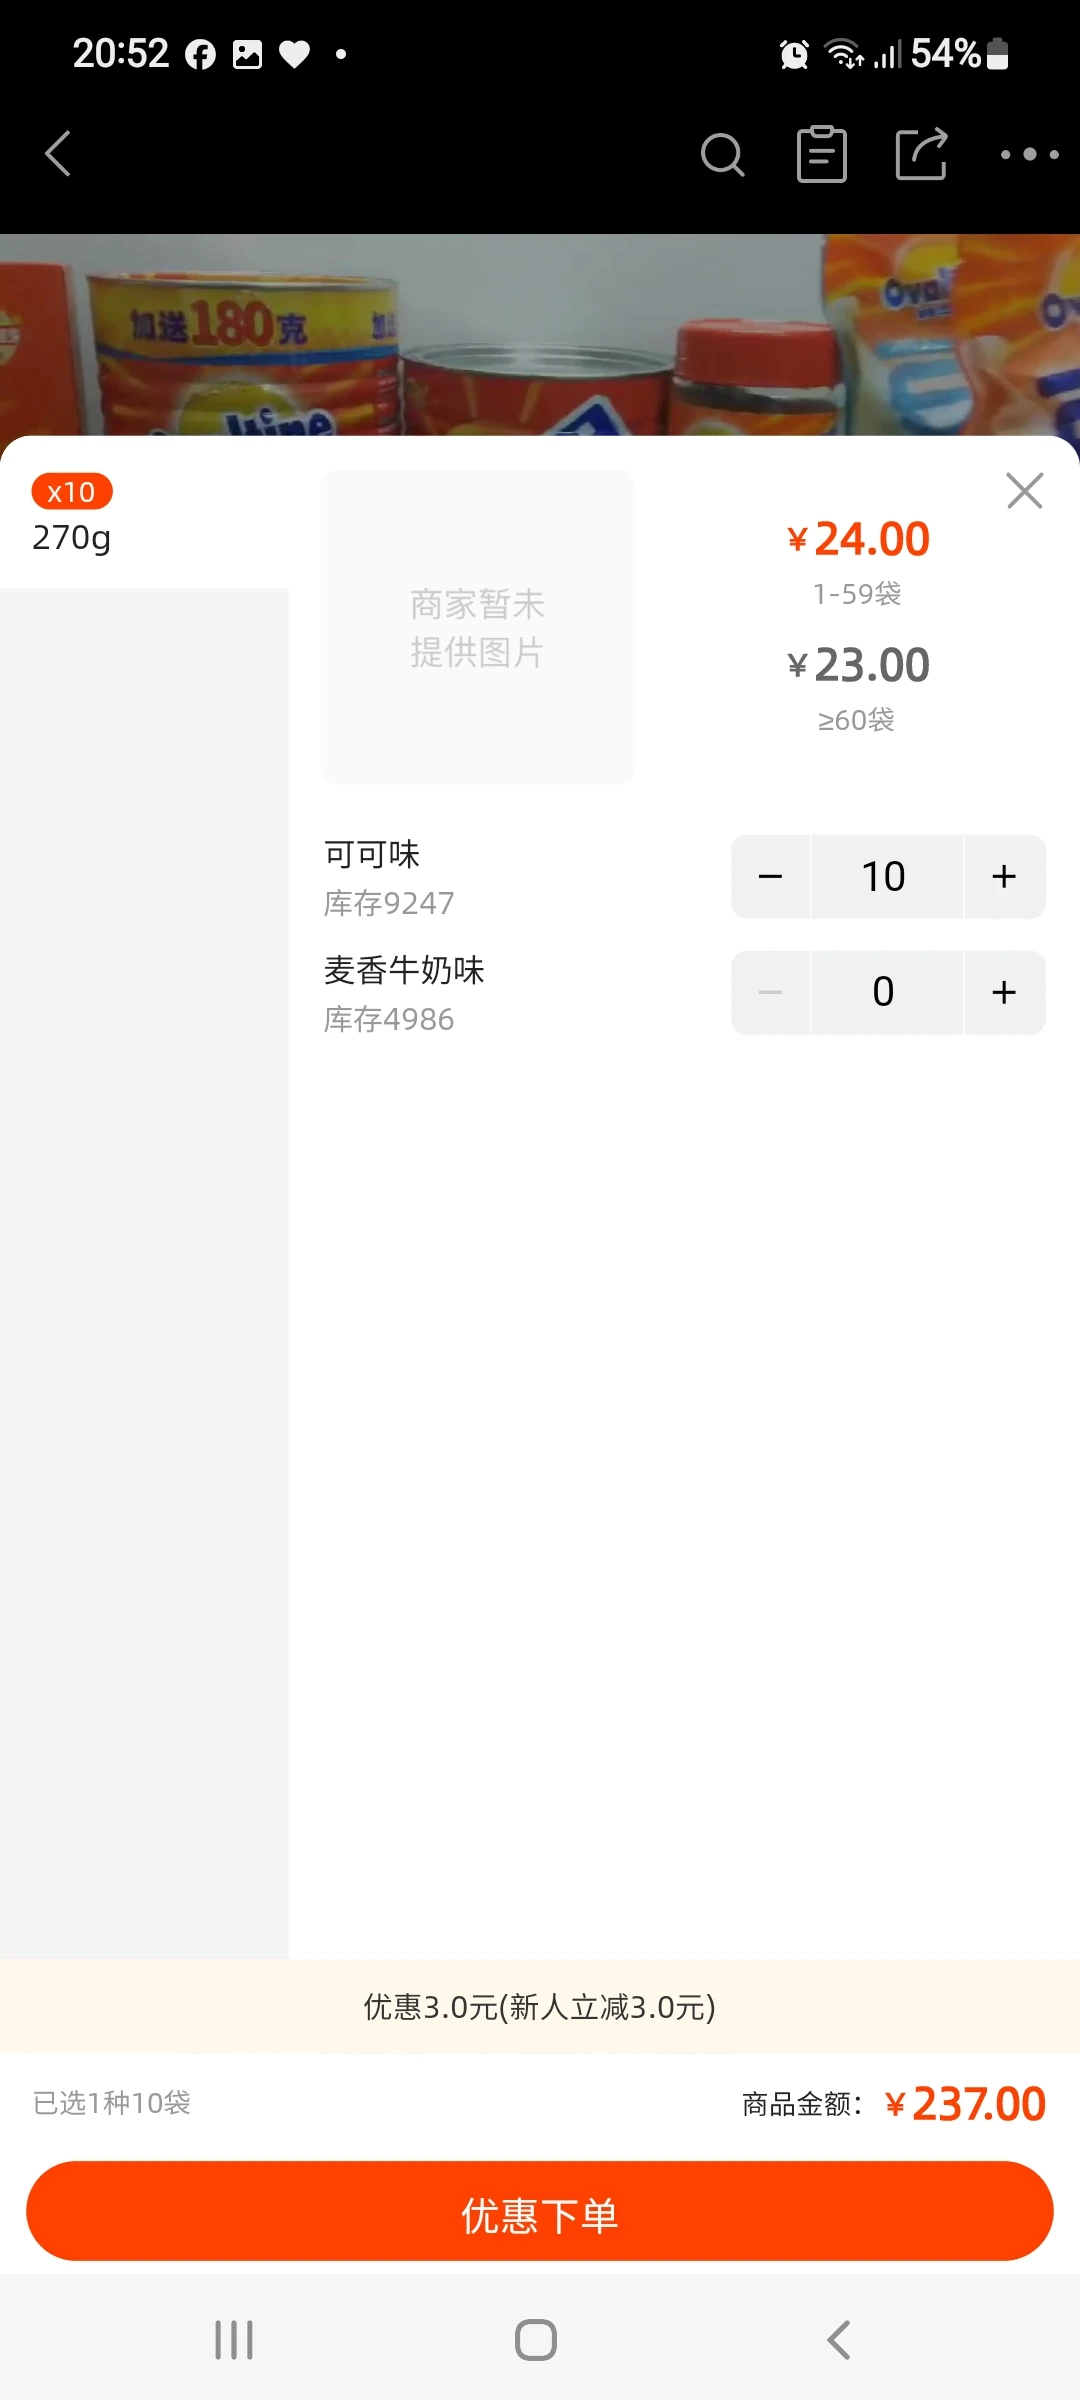 20:52
54%
加送180克
Oval
x10
270g
商家暂未
提供图片
¥24.00
1-59袋
¥23.00
≥60袋
可可味
库存9247
− 10 +
麦香牛奶味
库存4986
− 0 +
优惠3.0元(新人立减3.0元)
已选1种10袋
商品金额：¥237.00
优惠下单